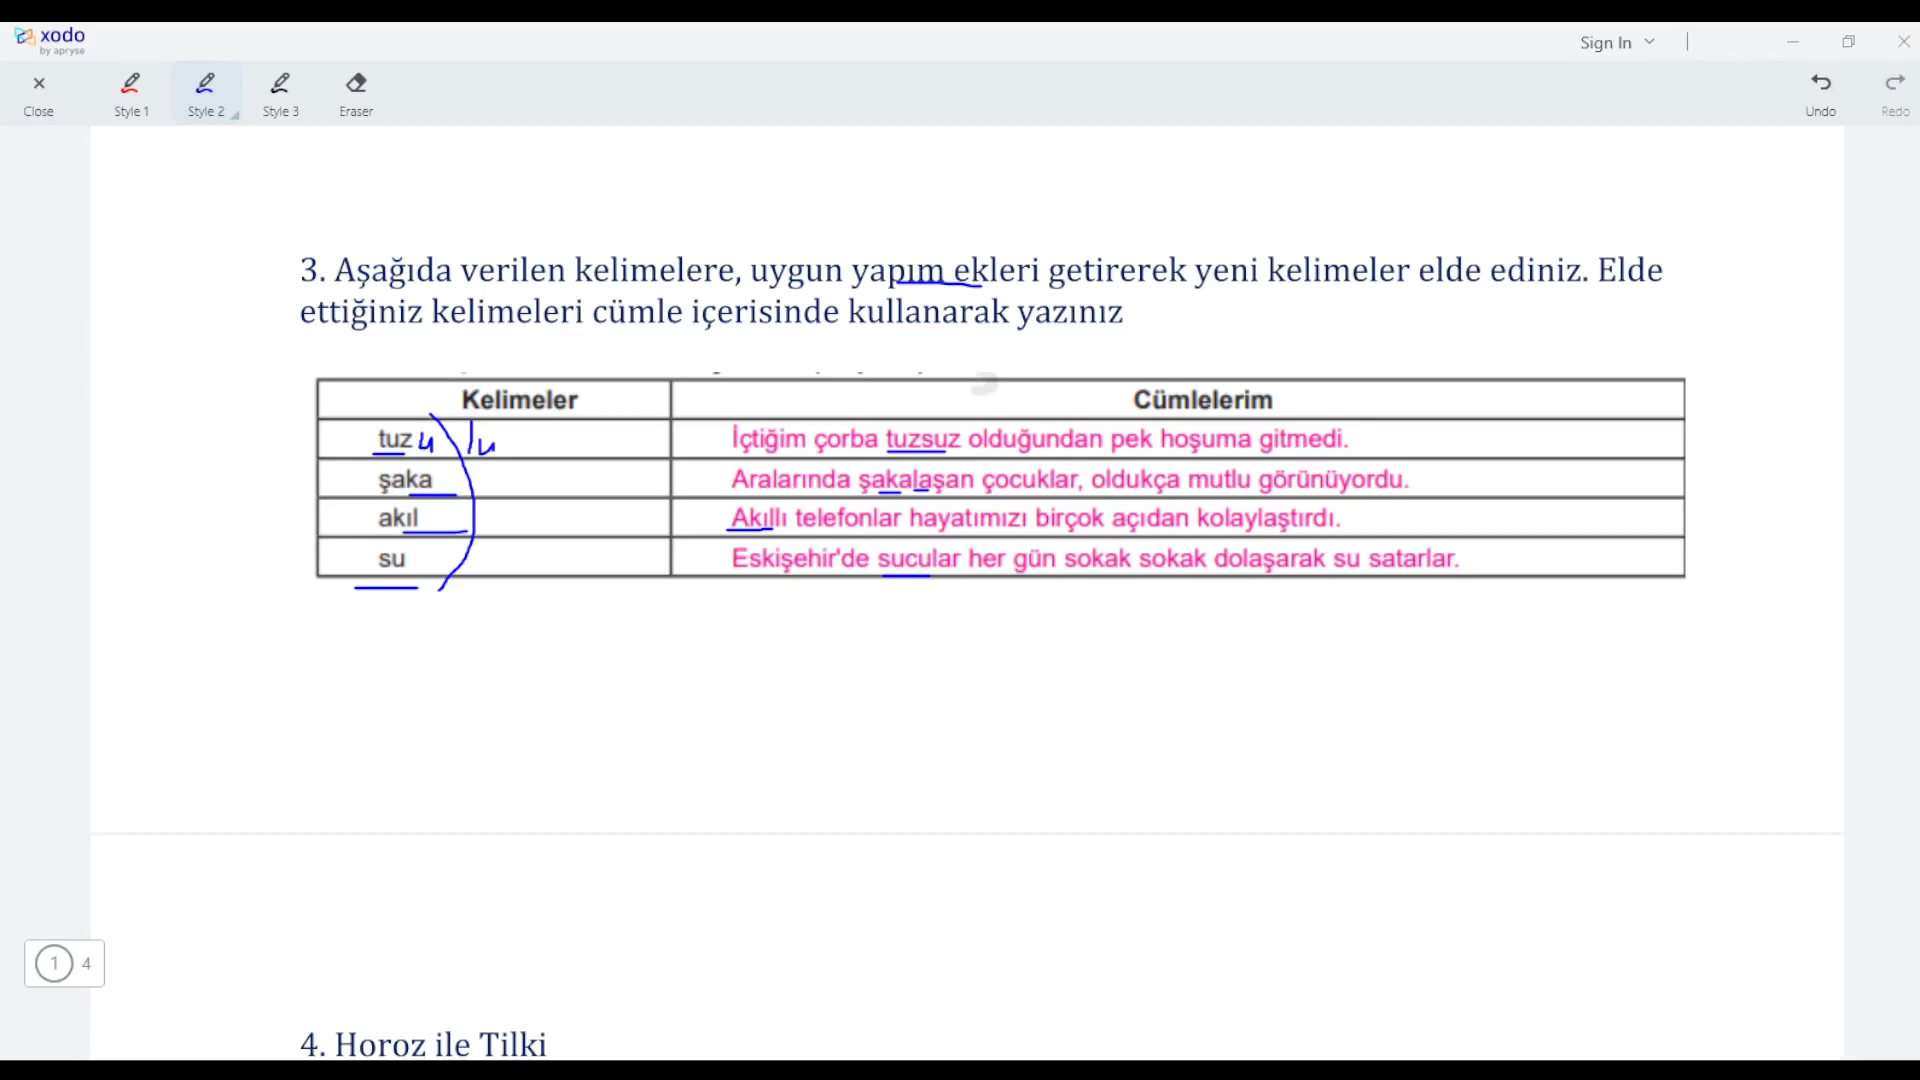 xodo
by apryse
Sign In
Close
Style 1
Style 2
Style 3
Eraser
Undo
Redo
3. Aşağıda verilen kelimelere, uygun yapım ekleri getirerek yeni kelimeler elde ediniz. Elde
ettiğiniz kelimeleri cümle içerisinde kullanarak yazınız
Kelimeler Cümlelerim
tuz İçtiğim çorba tuzsuz olduğundan pek hoşuma gitmedi.
şaka Aralarında şakalaşan çocuklar, oldukça mutlu görünüyordu.
akıl Akıllı telefonlar hayatımızı birçok açıdan kolaylaştırdı.
su Eskişehir'de sucular her gün sokak sokak dolaşarak su satarlar.
1 4
4. Horoz ile Tilki